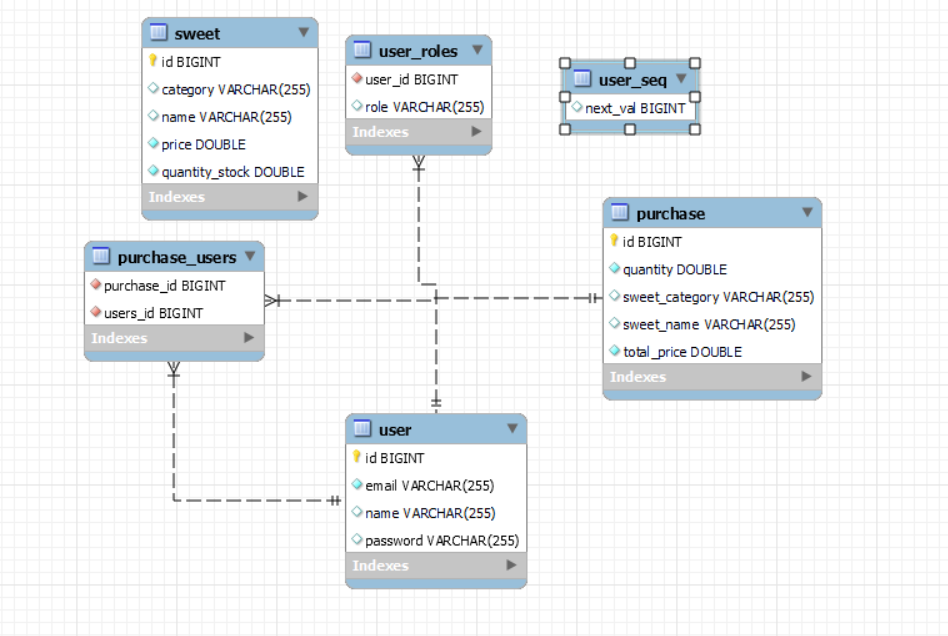 sweet
id BIGINT
category VARCHAR(255)
name VARCHAR(255)
price DOUBLE
quantity_stock DOUBLE
Indexes
user_roles
user_id BIGINT
role VARCHAR(255)
Indexes
user_seq
next_val BIGINT
purchase
id BIGINT
quantity DOUBLE
sweet_category VARCHAR(255)
sweet_name VARCHAR(255)
total_price DOUBLE
Indexes
purchase_users
purchase_id BIGINT
users_id BIGINT
Indexes
user
id BIGINT
email VARCHAR(255)
name VARCHAR(255)
password VARCHAR(255)
Indexes